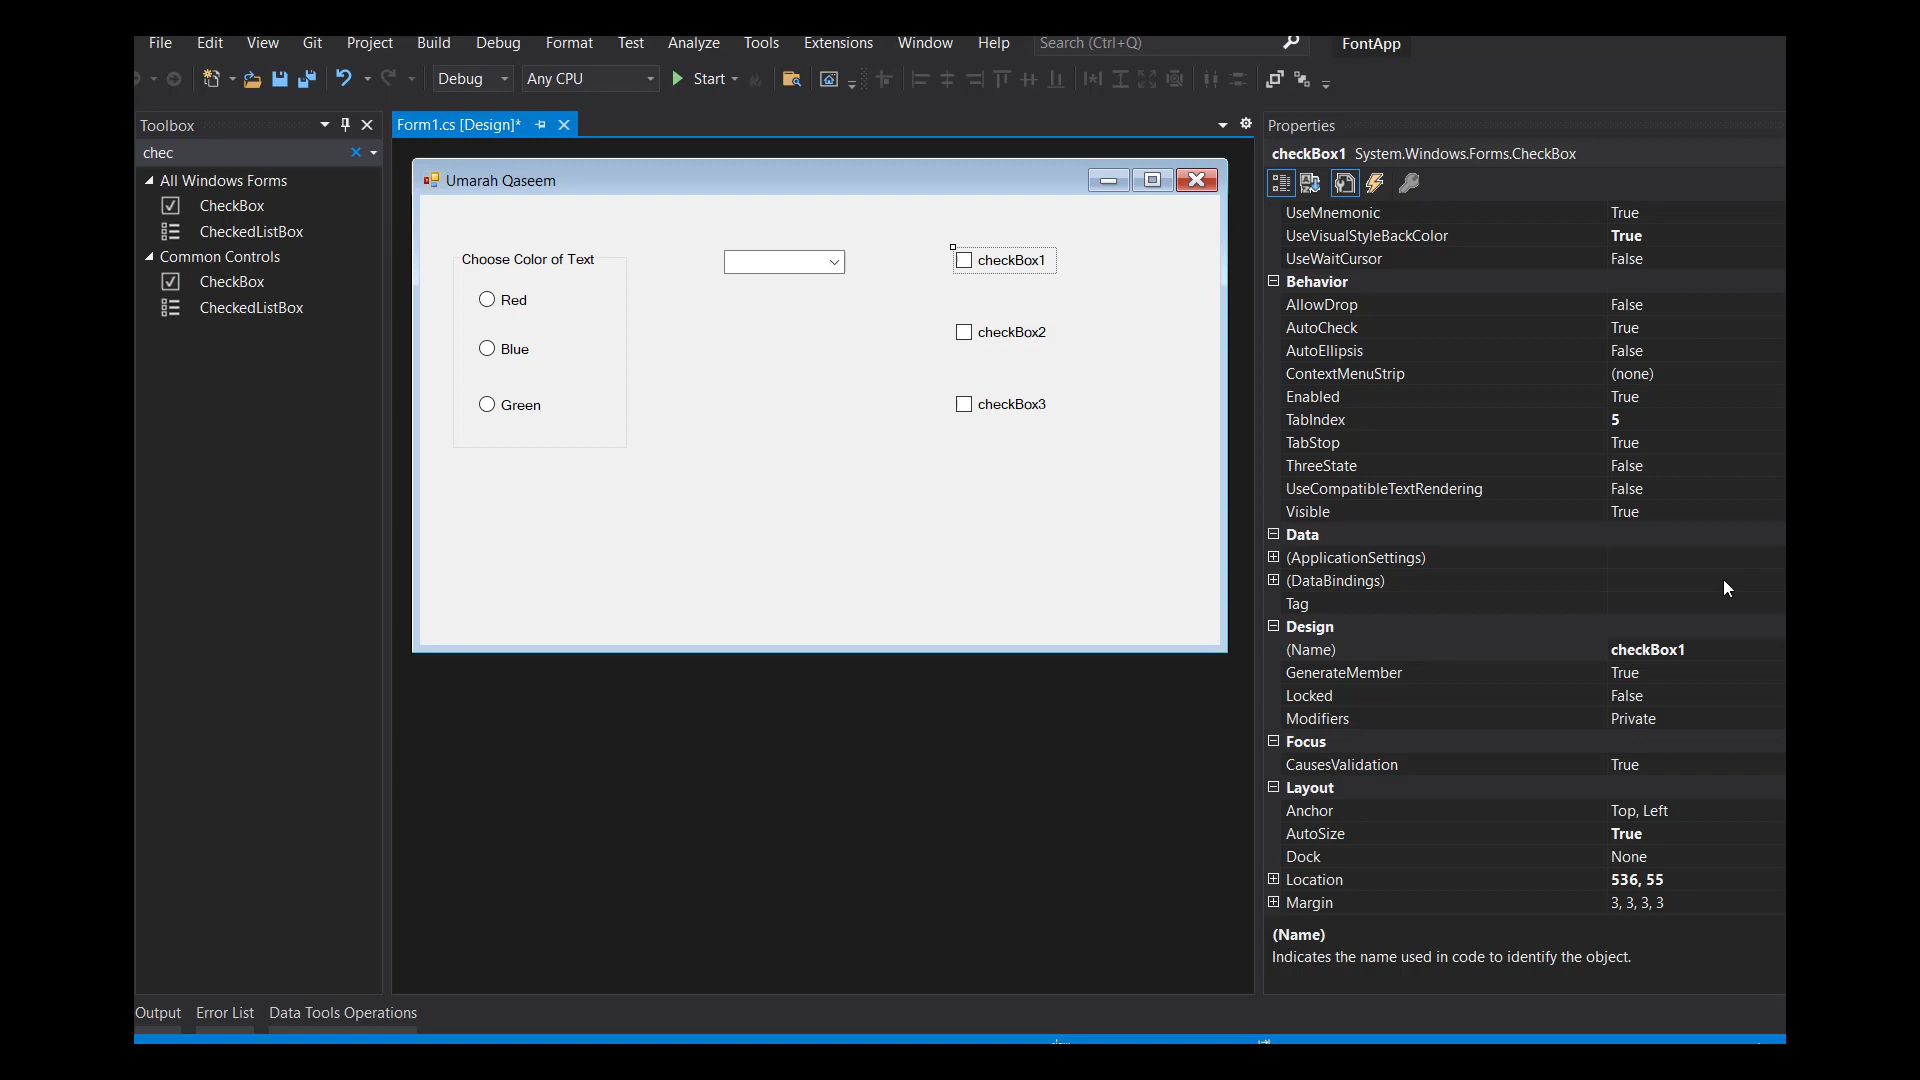 File Edit View Git Project Build Debug Format Test Analyze Tools Extensions Window Help Search (Ctrl+Q) FontApp
Debug Any CPU Start
Toolbox
chec
All Windows Forms
CheckBox
CheckedListBox
Common Controls
CheckBox
CheckedListBox
Form1.cs [Design]*
Umarah Qaseem
Choose Color of Text
Red
Blue
Green
checkBox1
checkBox2
checkBox3
Properties
checkBox1 System.Windows.Forms.CheckBox
UseMnemonic True
UseVisualStyleBackColor True
UseWaitCursor False
Behavior
AllowDrop False
AutoCheck True
AutoEllipsis False
ContextMenuStrip (none)
Enabled True
TabIndex 5
TabStop True
ThreeState False
UseCompatibleTextRendering False
Visible True
Data
(ApplicationSettings)
(DataBindings)
Tag
Design
(Name) checkBox1
GenerateMember True
Locked False
Modifiers Private
Focus
CausesValidation True
Layout
Anchor Top, Left
AutoSize True
Dock None
Location 536, 55
Margin 3, 3, 3, 3
(Name)
Indicates the name used in code to identify the object.
Output Error List Data Tools Operations